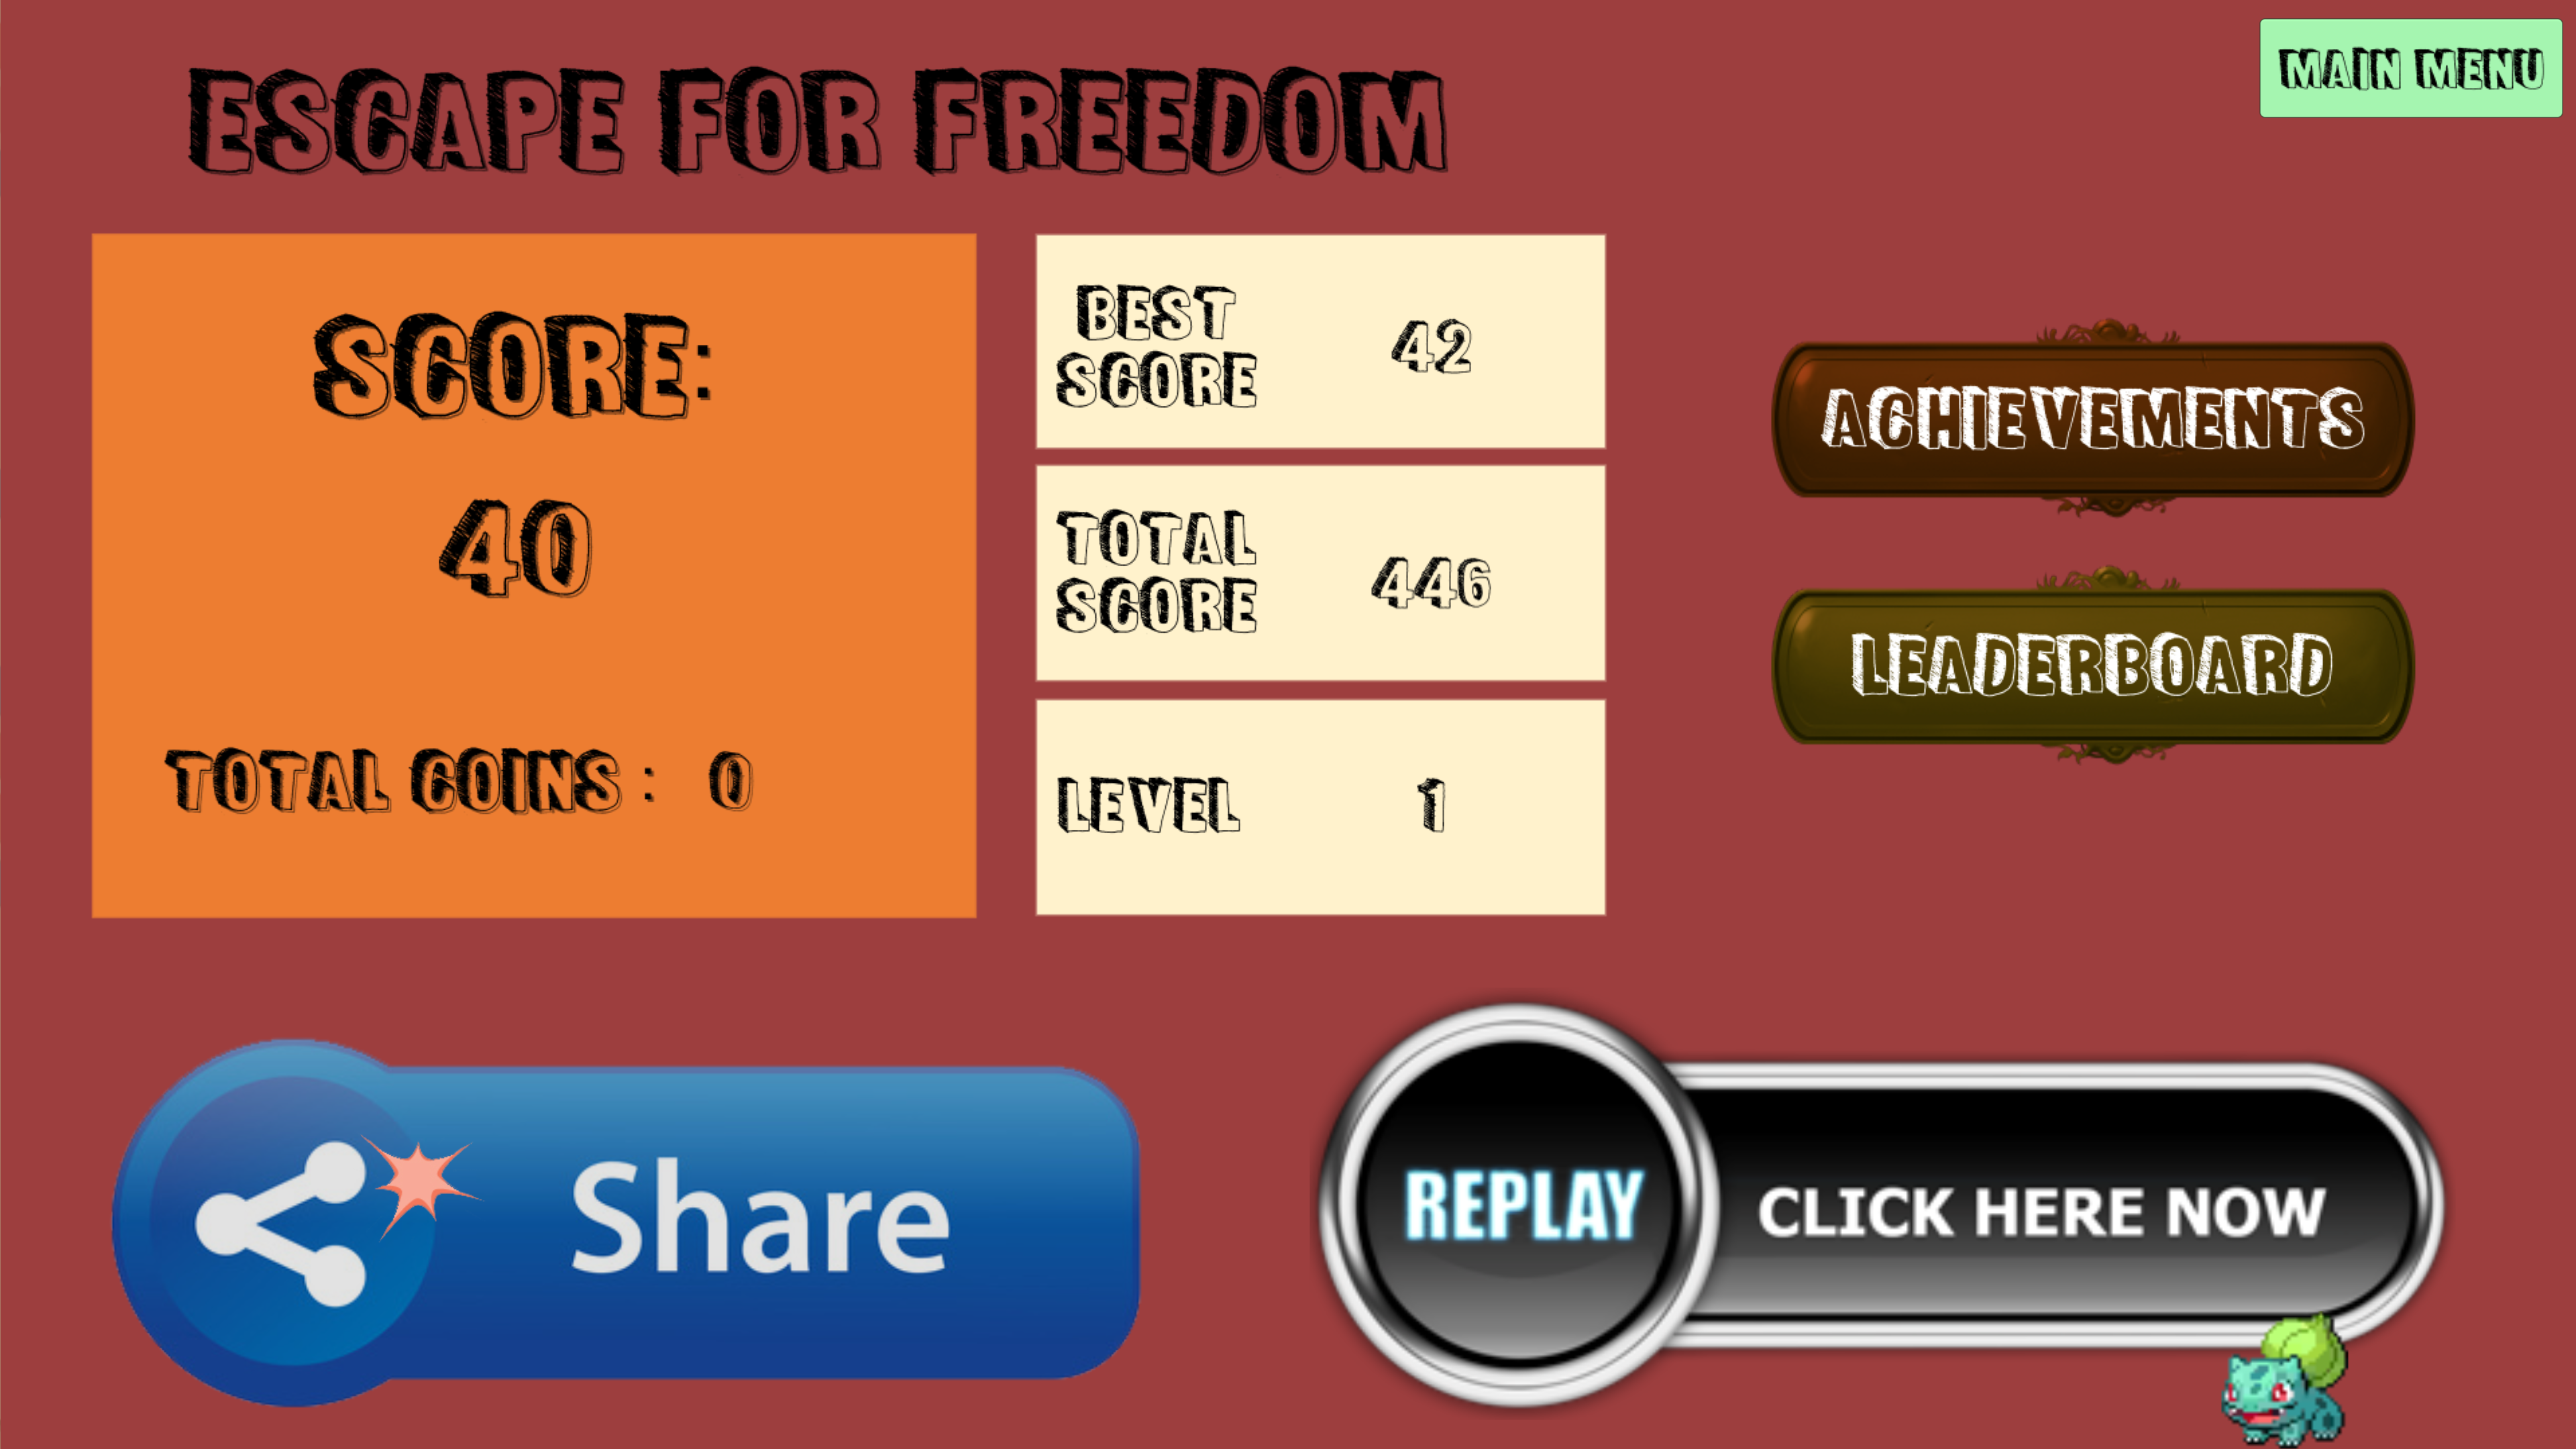 MAIN MENU
ESCAPE FOR FREEDOM
SCORE:
40
TOTAL COINS : 0
BEST
SCORE
42
TOTAL
SCORE
446
LEVEL
1
ACHIEVEMENTS
LEADERBOARD
Share
REPLAY
CLICK HERE NOW